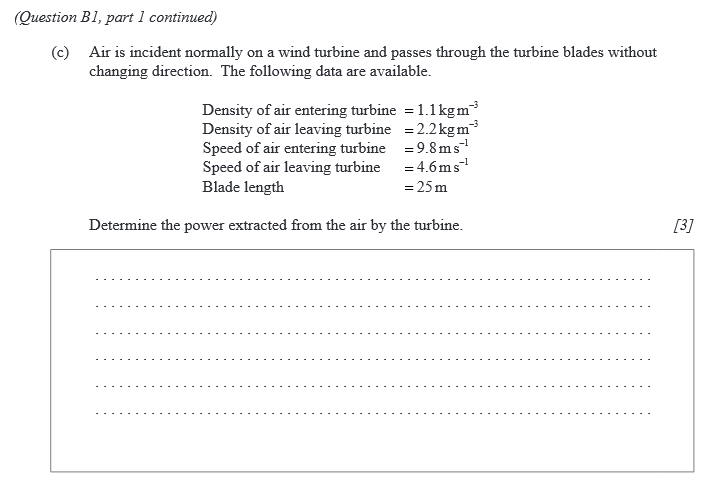 (Question B1, part 1 continued)
(c) Air is incident normally on a wind turbine and passes through the turbine blades without
changing direction. The following data are available.
Density of air entering turbine = 1.1 kg m⁻³
Density of air leaving turbine = 2.2 kg m⁻³
Speed of air entering turbine = 9.8 m s⁻¹
Speed of air leaving turbine = 4.6 m s⁻¹
Blade length = 25 m
Determine the power extracted from the air by the turbine. [3]